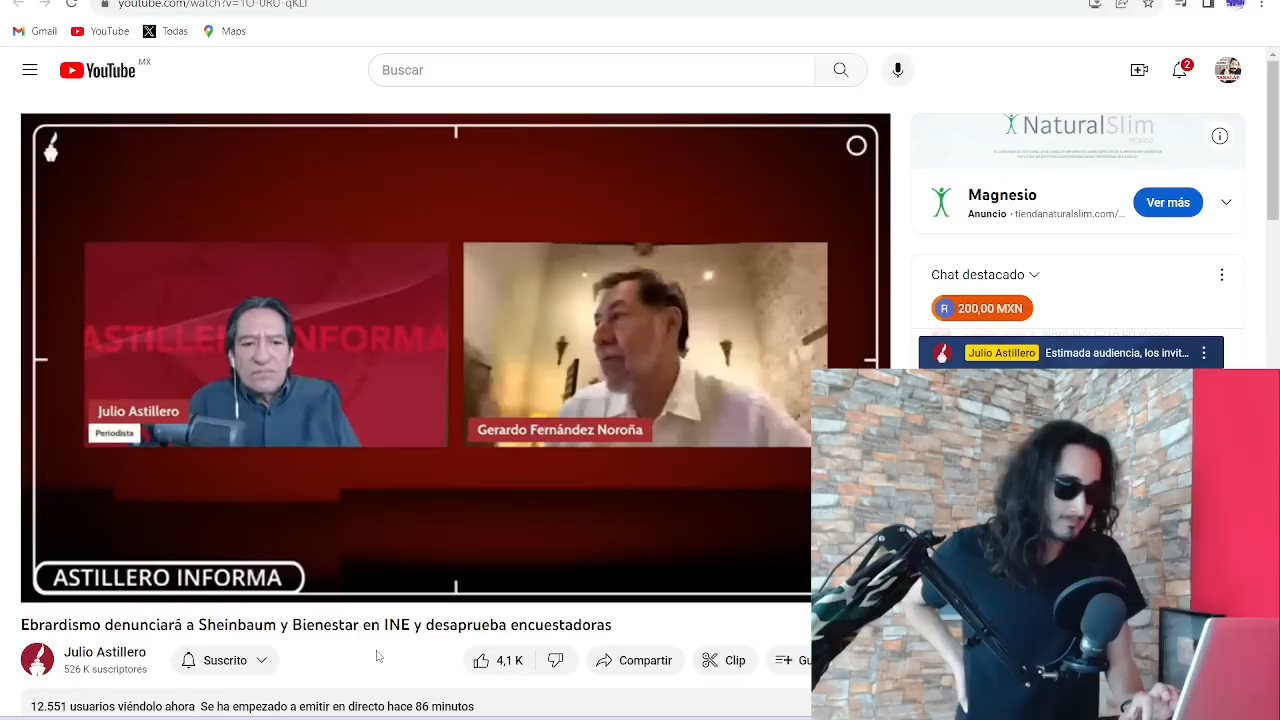 youtube.com/watch?v=1O-0RO-qKLI
Gmail
YouTube
Todas
Maps
YouTube MX
Buscar
2
NaturalSlim
Magnesio
Anuncio · tiendanaturalslim.com/...
Ver más
Chat destacado
R 200,00 MXN
Julio Astillero Estimada audiencia, los invit...
ASTILLERO INFORMA
Julio Astillero
Periodista
Gerardo Fernández Noroña
ASTILLERO INFORMA
Ebrardismo denunciará a Sheinbaum y Bienestar en INE y desaprueba encuestadoras
Julio Astillero
526 K suscriptores
Suscrito
4,1 K
Compartir
Clip
Gu
12.551 usuarios viéndolo ahora Se ha empezado a emitir en directo hace 86 minutos